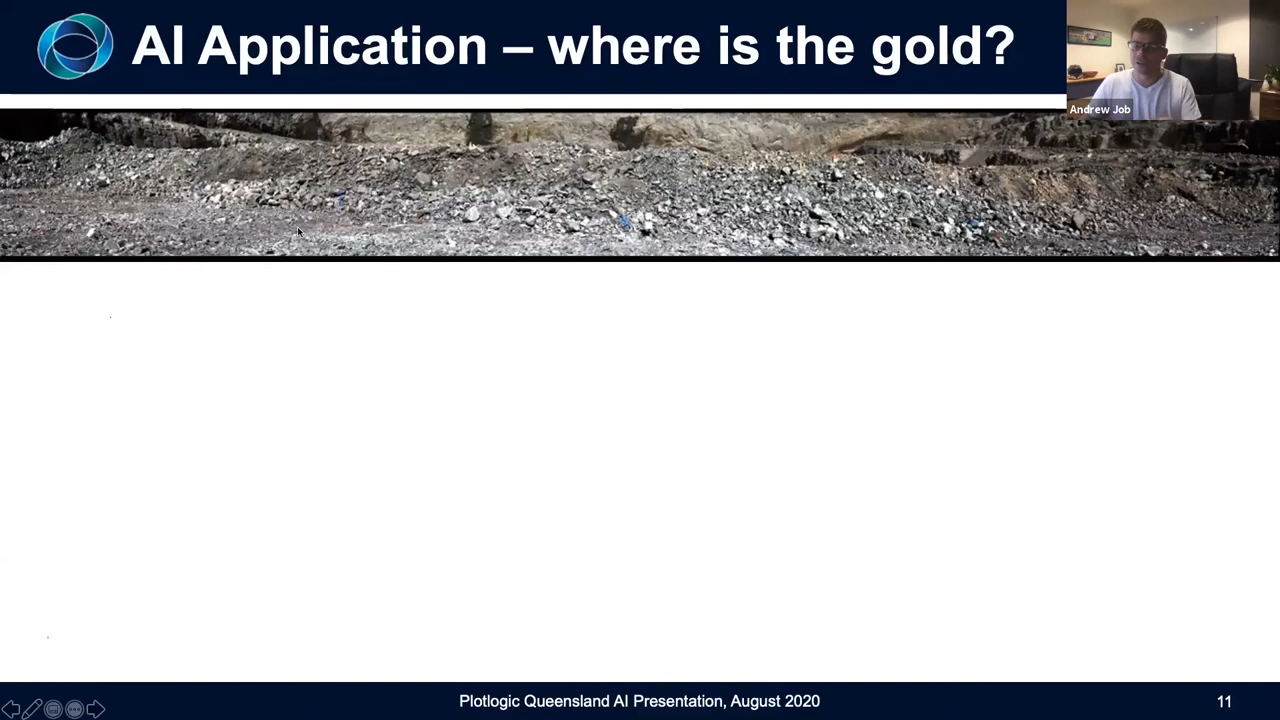 AI Application – where is the gold?
Andrew Job
Plotlogic Queensland AI Presentation, August 2020
11